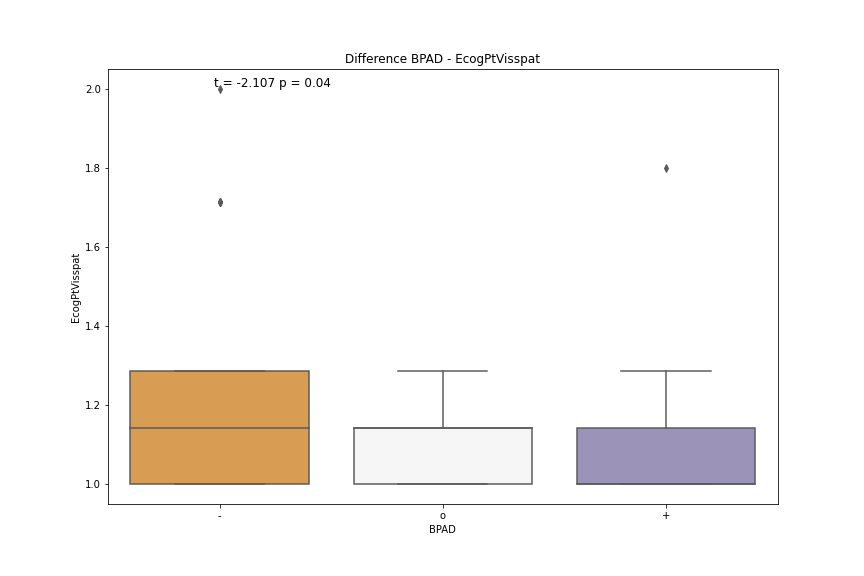 Difference BPAD - EcogPtVisspat
t = -2.107 p = 0.04
2.0
1.8
1.6
1.4
1.2
1.0
EcogPtVisspat
-
o
+
BPAD